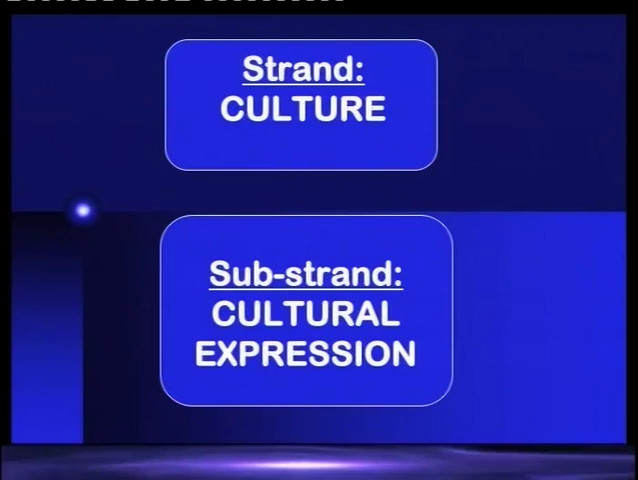 Strand:
CULTURE
Sub-strand:
CULTURAL
EXPRESSION